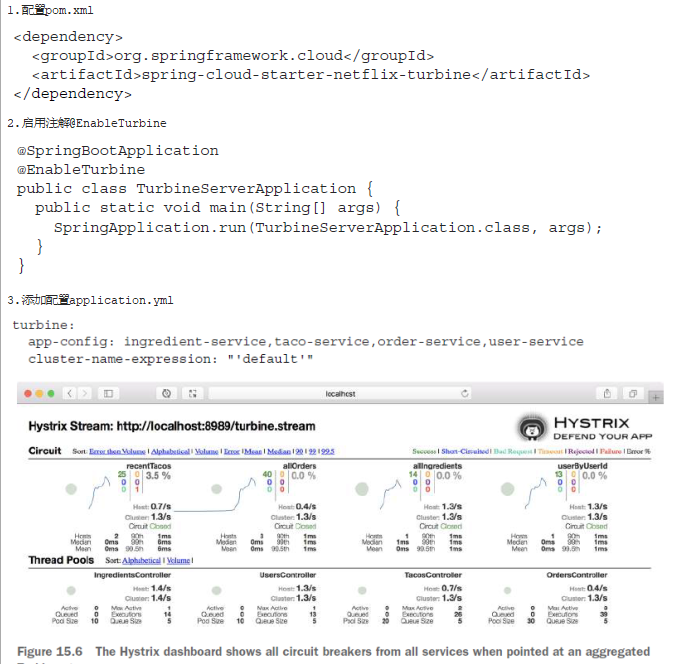 1.配置pom.xml
<dependency>
<groupId>org.springframework.cloud</groupId>
<artifactId>spring-cloud-starter-netflix-turbine</artifactId>
</dependency>
2.启用注解@EnableTurbine
@SpringBootApplication
@EnableTurbine
public class TurbineServerApplication {
public static void main(String[] args) {
SpringApplication.run(TurbineServerApplication.class, args);
}
}
3.添加配置application.yml
turbine:
app-config: ingredient-service,taco-service,order-service,user-service
cluster-name-expression: "'default'"
localhost
Hystrix Stream: http://localhost:8989/turbine.stream
HYSTRIX
DEFEND YOUR APP
Circuit Sort: Error then Volume | Alphabetical | Volume | Error | Mean | Median | 90 | 99 | 99.5
Success | Short-Circuited | Bad Request | Timeout | Rejected | Failure | Error %
recentTacos allOrders allIngredients userByUserId
25 0 3.5 % 40 0 0.0 % 14 0 0.0 % 13 0 0.0 %
0 0 0 0 0 0 0 0
0 1 0 0 0 0 0 0
Host: 0.7/s Host: 0.4/s Host: 1.3/s Host: 1.3/s
Cluster: 1.3/s Cluster: 1.3/s Cluster: 1.3/s Cluster: 1.3/s
Circuit Closed Circuit Closed Circuit Closed Circuit Closed
Hosts 2 90th 1ms Hosts 3 90th 1ms Hosts 1 90th 1ms Hosts 1 90th 1ms
Median 0ms 99th 6ms Median 0ms 99th 1ms Median 0ms 99th 1ms Median 0ms 99th 1ms
Mean 0ms 99.5th 6ms Mean 0ms 99.5th 1ms Mean 0ms 99.5th 1ms Mean 0ms 99.5th 1ms
Thread Pools Sort: Alphabetical | Volume |
IngredientsController UsersController TacosController OrdersController
Host: 1.4/s Host: 1.3/s Host: 0.7/s Host: 0.4/s
Cluster: 1.4/s Cluster: 1.3/s Cluster: 1.3/s Cluster: 1.3/s
Active 0 Max Active 1 Active 0 Max Active 1 Active 0 Max Active 2 Active 0 Max Active 3
Queued 0 Executions 14 Queued 0 Executions 13 Queued 0 Executions 26 Queued 0 Executions 39
Pool Size 10 Queue Size 5 Pool Size 10 Queue Size 5 Pool Size 20 Queue Size 5 Pool Size 30 Queue Size 5
Figure 15.6 The Hystrix dashboard shows all circuit breakers from all services when pointed at an aggregated